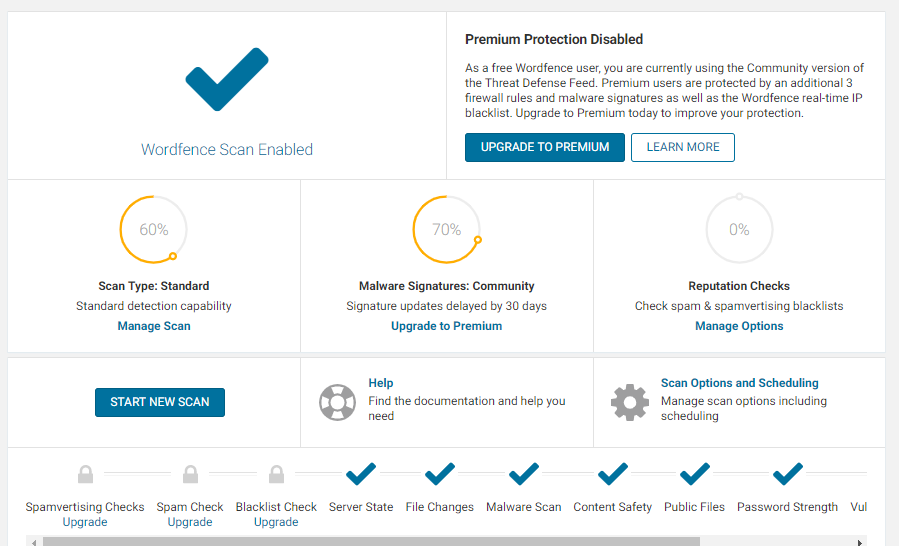 Wordfence Scan Enabled
Premium Protection Disabled
As a free Wordfence user, you are currently using the Community version of
the Threat Defense Feed. Premium users are protected by an additional 3
firewall rules and malware signatures as well as the Wordfence real-time IP
blacklist. Upgrade to Premium today to improve your protection.
UPGRADE TO PREMIUM
LEARN MORE
60%
Scan Type: Standard
Standard detection capability
Manage Scan
70%
Malware Signatures: Community
Signature updates delayed by 30 days
Upgrade to Premium
0%
Reputation Checks
Check spam & spamvertising blacklists
Manage Options
START NEW SCAN
Help
Find the documentation and help you
need
Scan Options and Scheduling
Manage scan options including
scheduling
Spamvertising Checks
Upgrade
Spam Check
Upgrade
Blacklist Check
Upgrade
Server State
File Changes
Malware Scan
Content Safety
Public Files
Password Strength
Vul